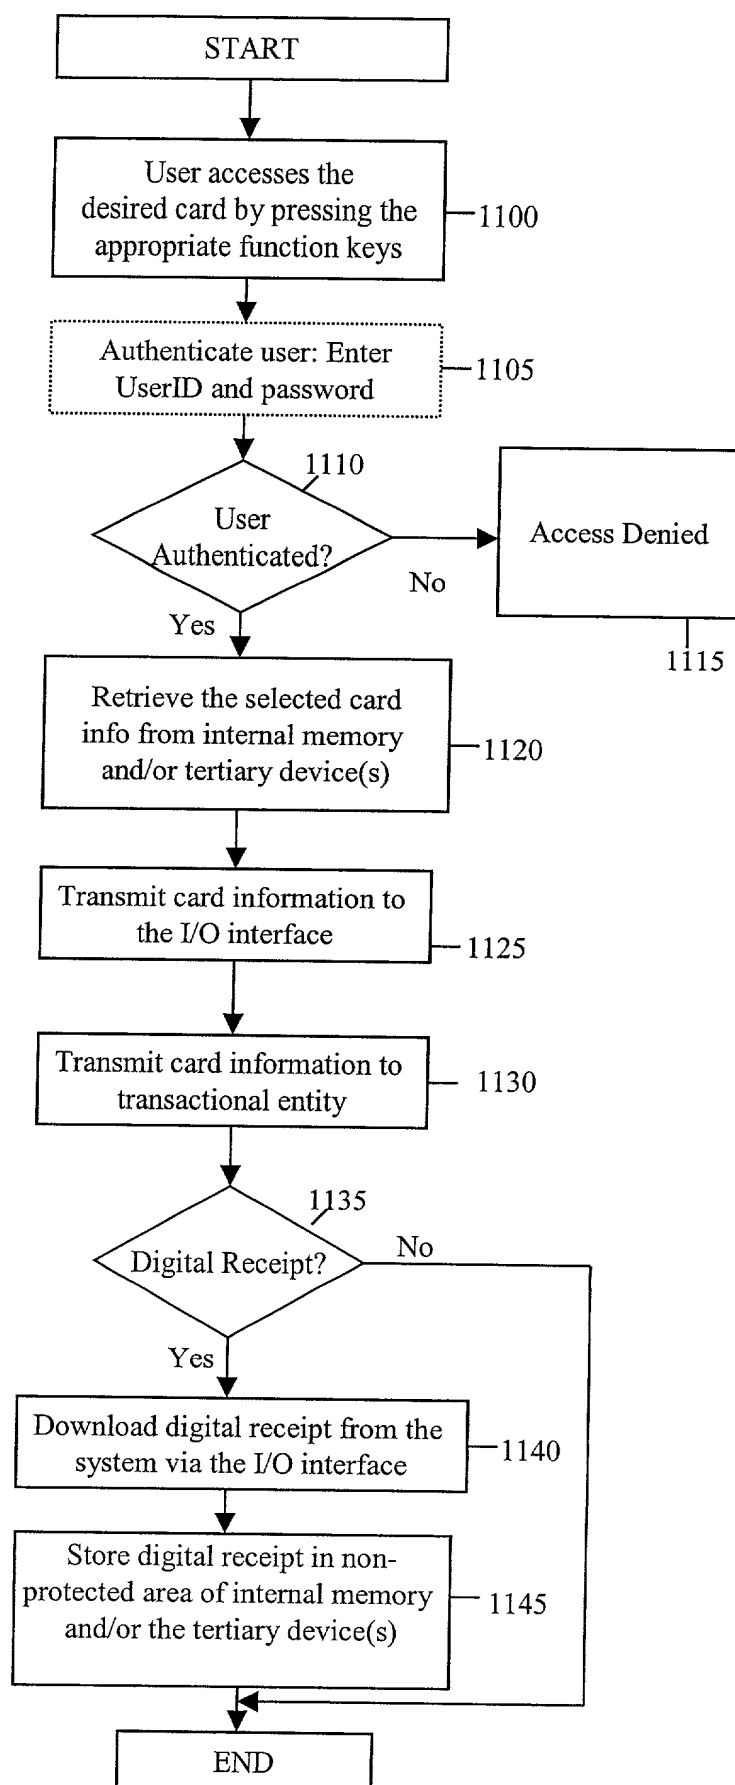 START
User accesses the
desired card by pressing the
appropriate function keys
1100
Authenticate user: Enter
UserID and password
1105
1110
User
Authenticated?
No
Access Denied
1115
Yes
Retrieve the selected card
info from internal memory
and/or tertiary device(s)
1120
Transmit card information to
the I/O interface
1125
Transmit card information to
transactional entity
1130
1135
Digital Receipt?
No
Yes
Download digital receipt from the
system via the I/O interface
1140
Store digital receipt in non-
protected area of internal memory
and/or the tertiary device(s)
1145
END